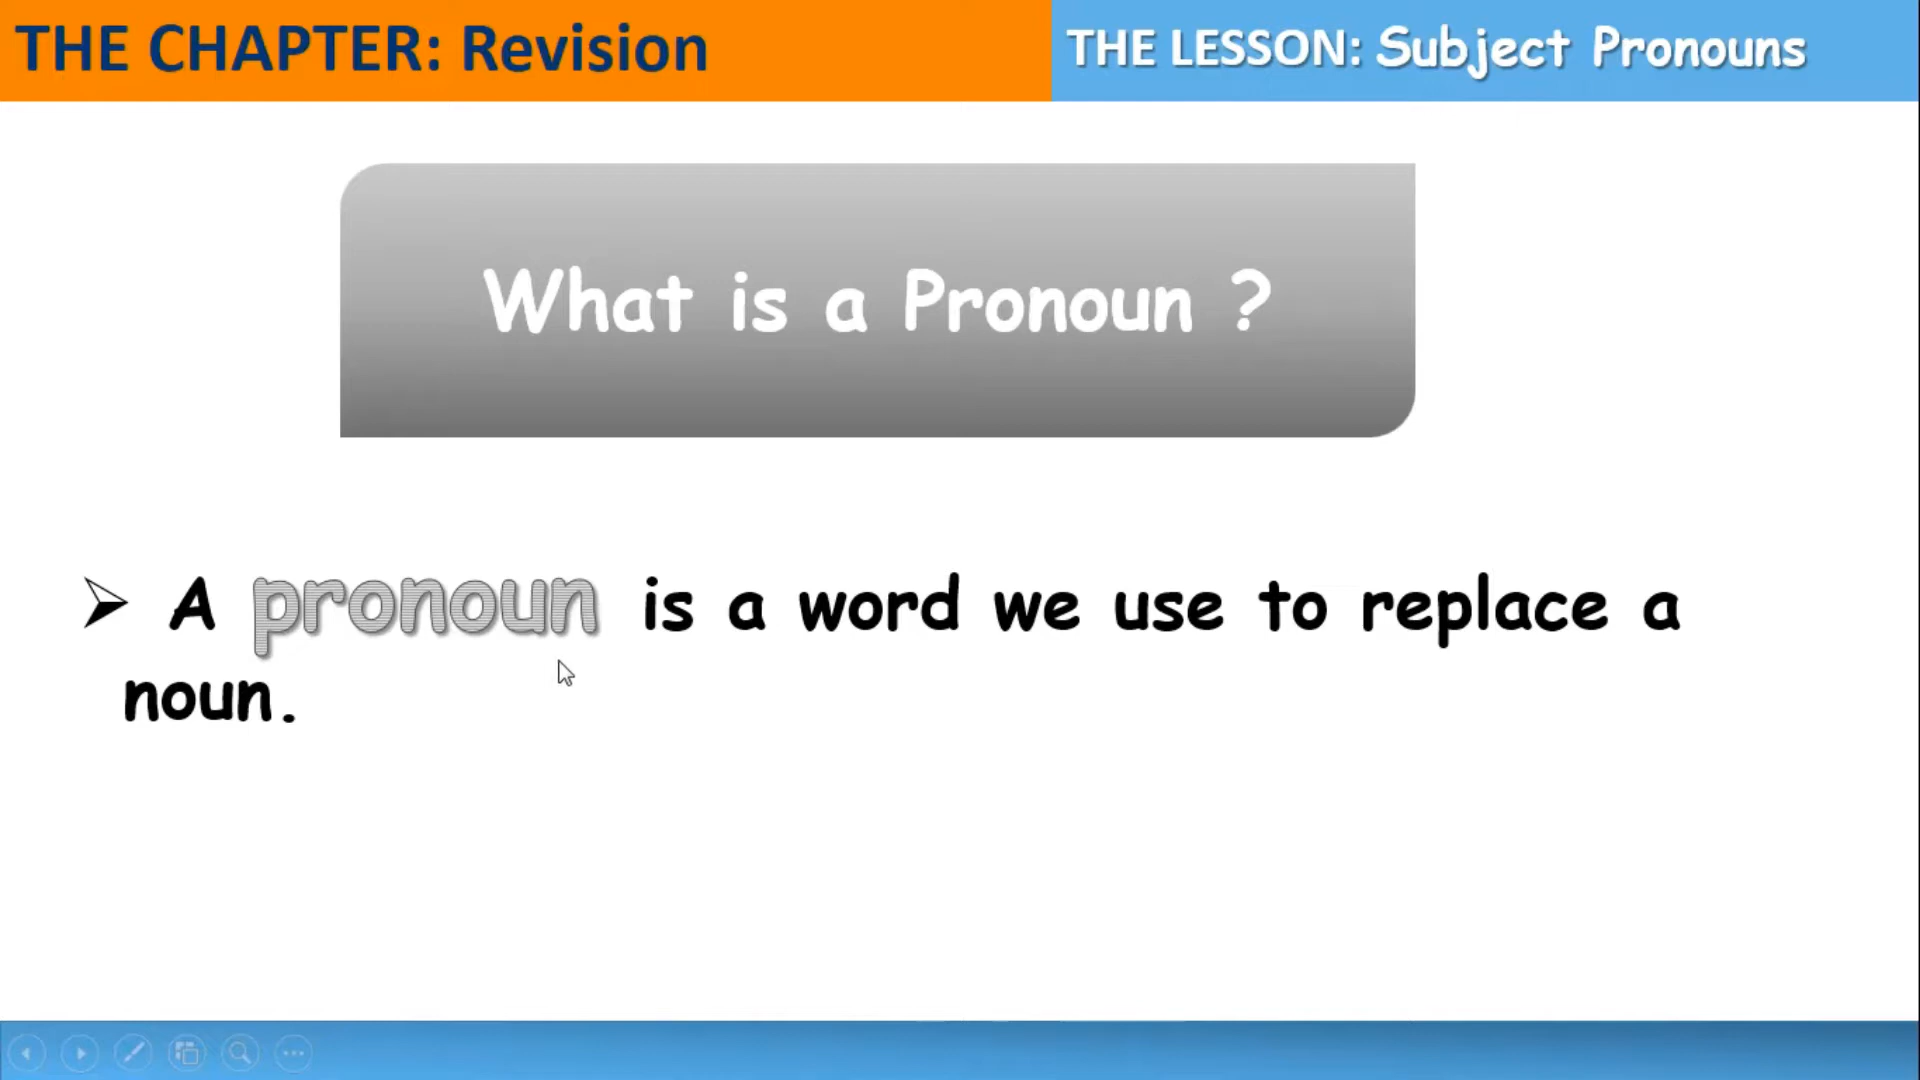 THE CHAPTER: Revision
THE LESSON: Subject Pronouns
What is a Pronoun ?
A pronoun is a word we use to replace a
noun.